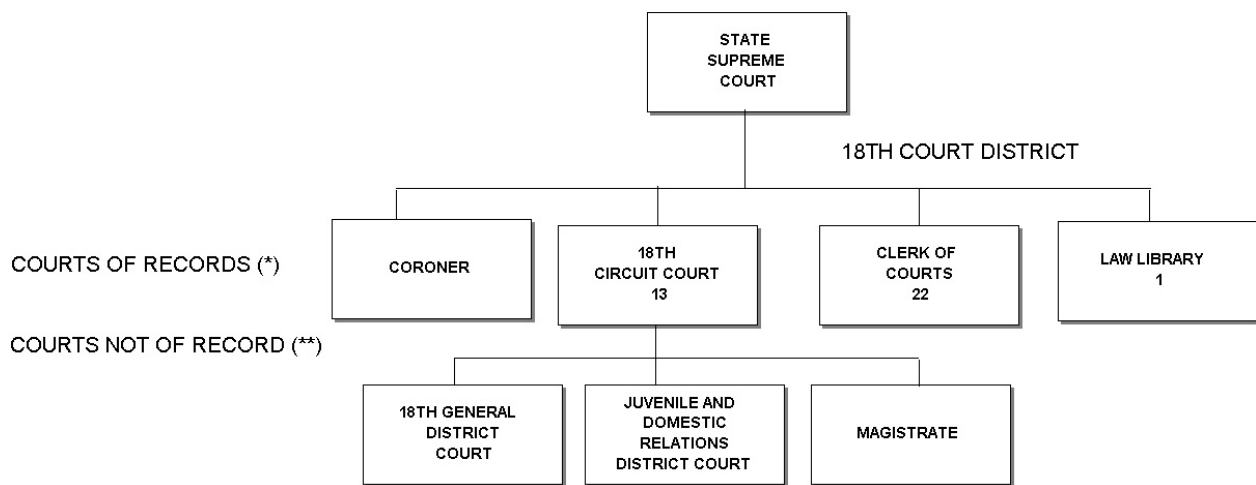 STATE
SUPREME
COURT
18TH COURT DISTRICT
COURTS OF RECORDS (*)
CORONER
18TH
CIRCUIT COURT
13
CLERK OF
COURTS
22
LAW LIBRARY
1
COURTS NOT OF RECORD (**)
18TH GENERAL
DISTRICT
COURT
JUVENILE AND
DOMESTIC
RELATIONS
DISTRICT COURT
MAGISTRATE